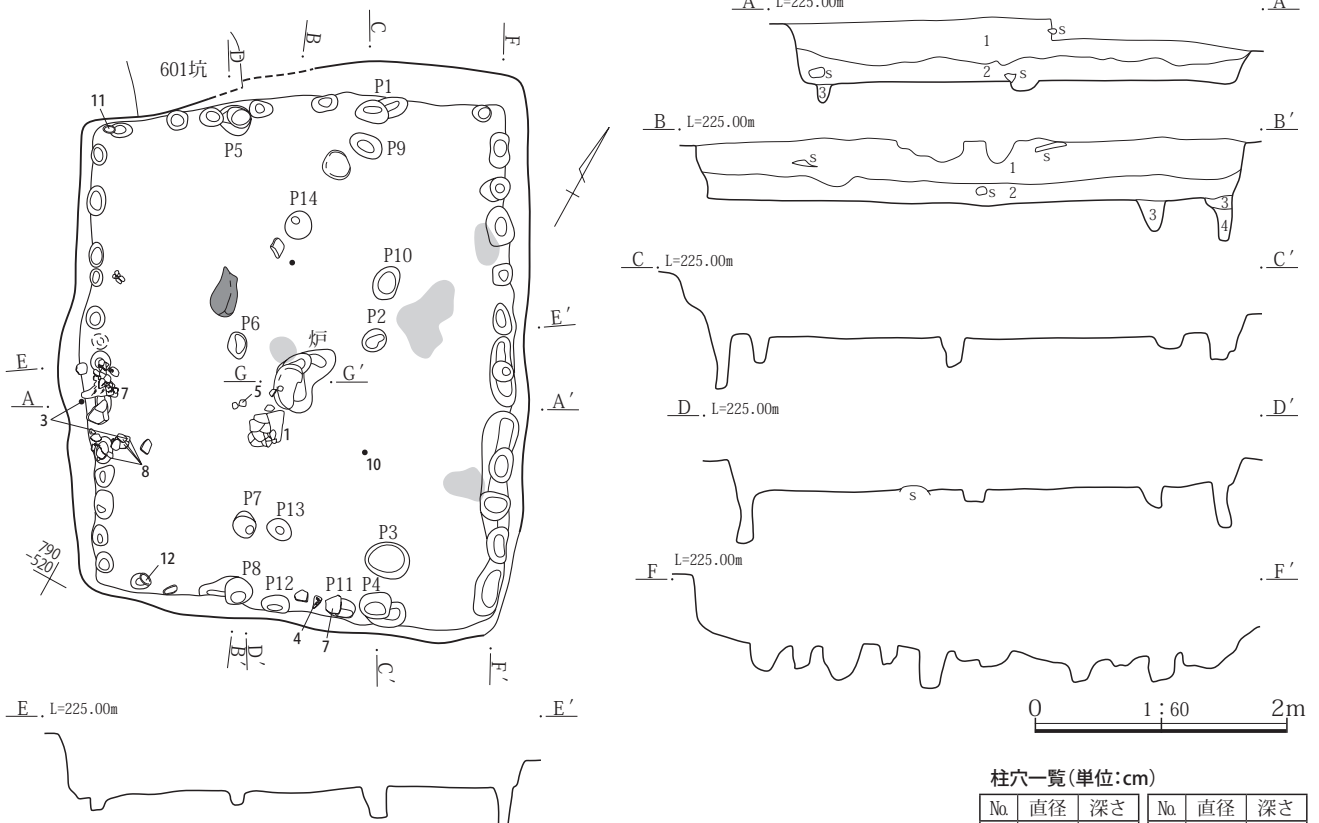 601坑
D
B
C
F
11
P1
P5
P9
P14
P10
E′
P6
炉
P2
E
G
G′
5
A
7
A′
3
1
8
10
P7
P13
P3
790
-520
12
P8
P12
P11
P4
4
7
B′
D′
C′
F′
E
L=225.00m
E′
A
L=225.00m
A′
1
S
2
S
S
3
B
L=225.00m
B′
S
S
1
S
2
3
3
4
C
L=225.00m
C′
D
L=225.00m
D′
S
F
L=225.00m
F′
0
1:60
2m
柱穴一覧(単位:cm)
№ 直径 深さ № 直径 深さ